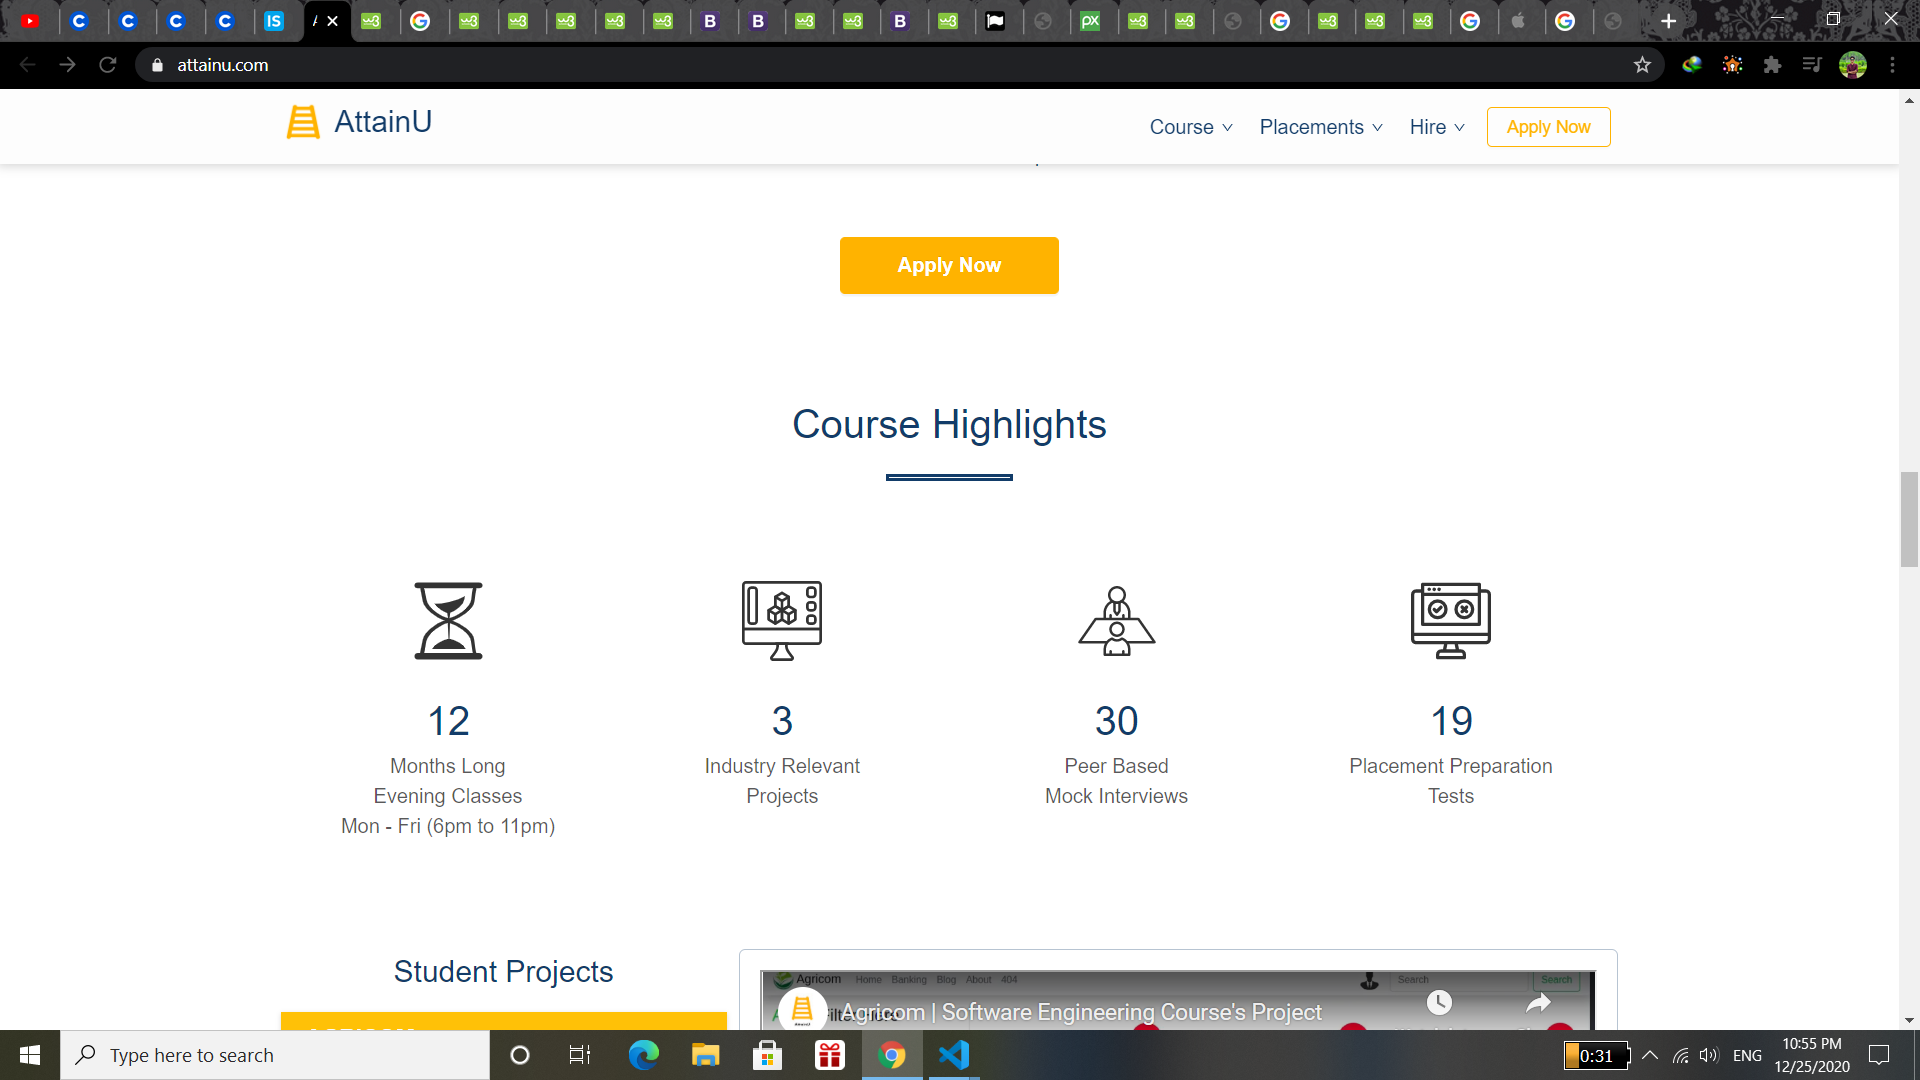 attainu.com
AttainU
Course
Placements
Hire
Apply Now
Apply Now
Course Highlights
12
Months Long
Evening Classes
Mon - Fri (6pm to 11pm)
3
Industry Relevant
Projects
30
Peer Based
Mock Interviews
19
Placement Preparation
Tests
Student Projects
Agricom Home Banking Blog About 404 Search Search
Agricom | Software Engineering Course's Project
Type here to search
0:31
ENG
10:55 PM
12/25/2020